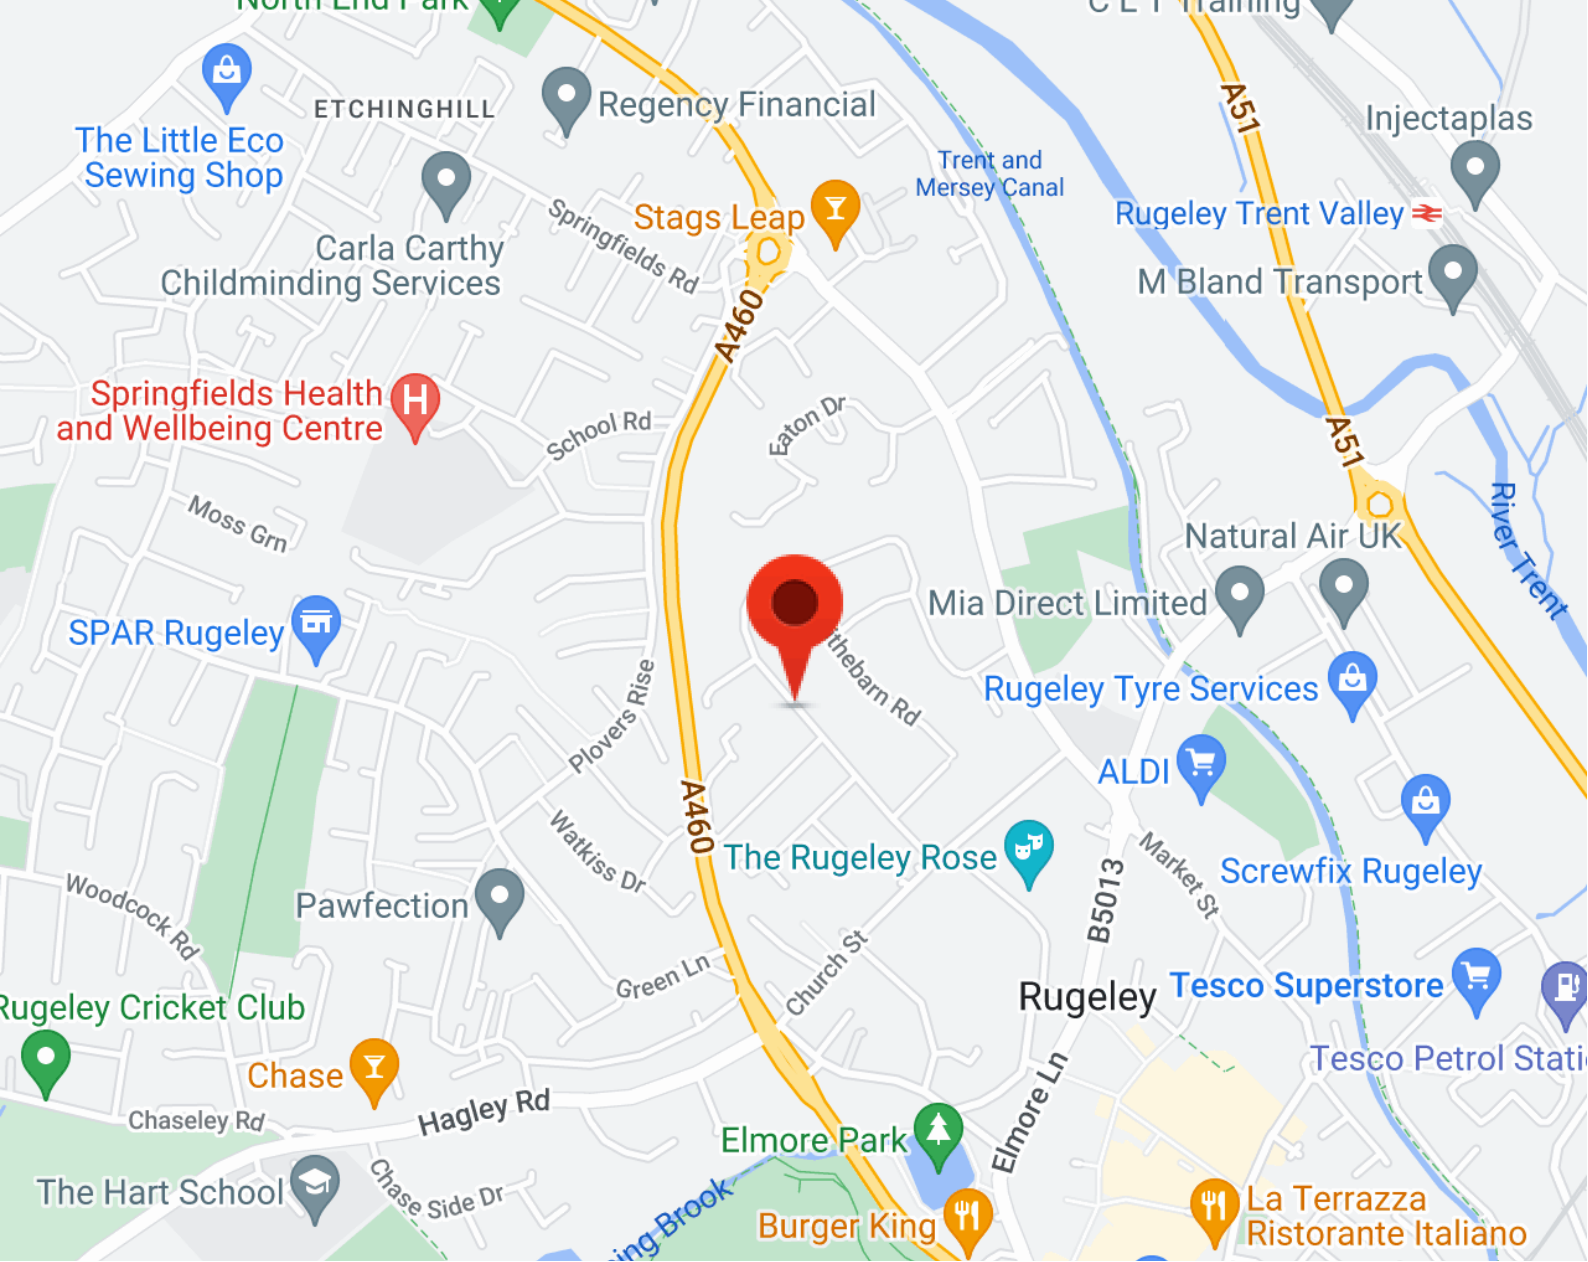 North End Park
C L T Training
A51
ETCHINGHILL
Regency Financial
Injectaplas
The Little Eco
Sewing Shop
Trent and
Mersey Canal
Stags Leap
Springfields Rd
Rugeley Trent Valley
Carla Carthy
Childminding Services
M Bland Transport
A460
Springfields Health
and Wellbeing Centre
School Rd
Eaton Dr
A51
Moss Grn
River Trent
Natural Air UK
Mia Direct Limited
SPAR Rugeley
ithebarn Rd
Plovers Rise
Rugeley Tyre Services
ALDI
A460
Watkiss Dr
The Rugeley Rose
Market St
Screwfix Rugeley
Woodcock Rd
Pawfection
B5013
Green Ln
Church St
Rugeley
Tesco Superstore
Rugeley Cricket Club
Tesco Petrol Stati
Chase
Chaseley Rd
Hagley Rd
Elmore Ln
Elmore Park
The Hart School
Chase Side Dr
ing Brook
Burger King
La Terrazza
Ristorante Italiano